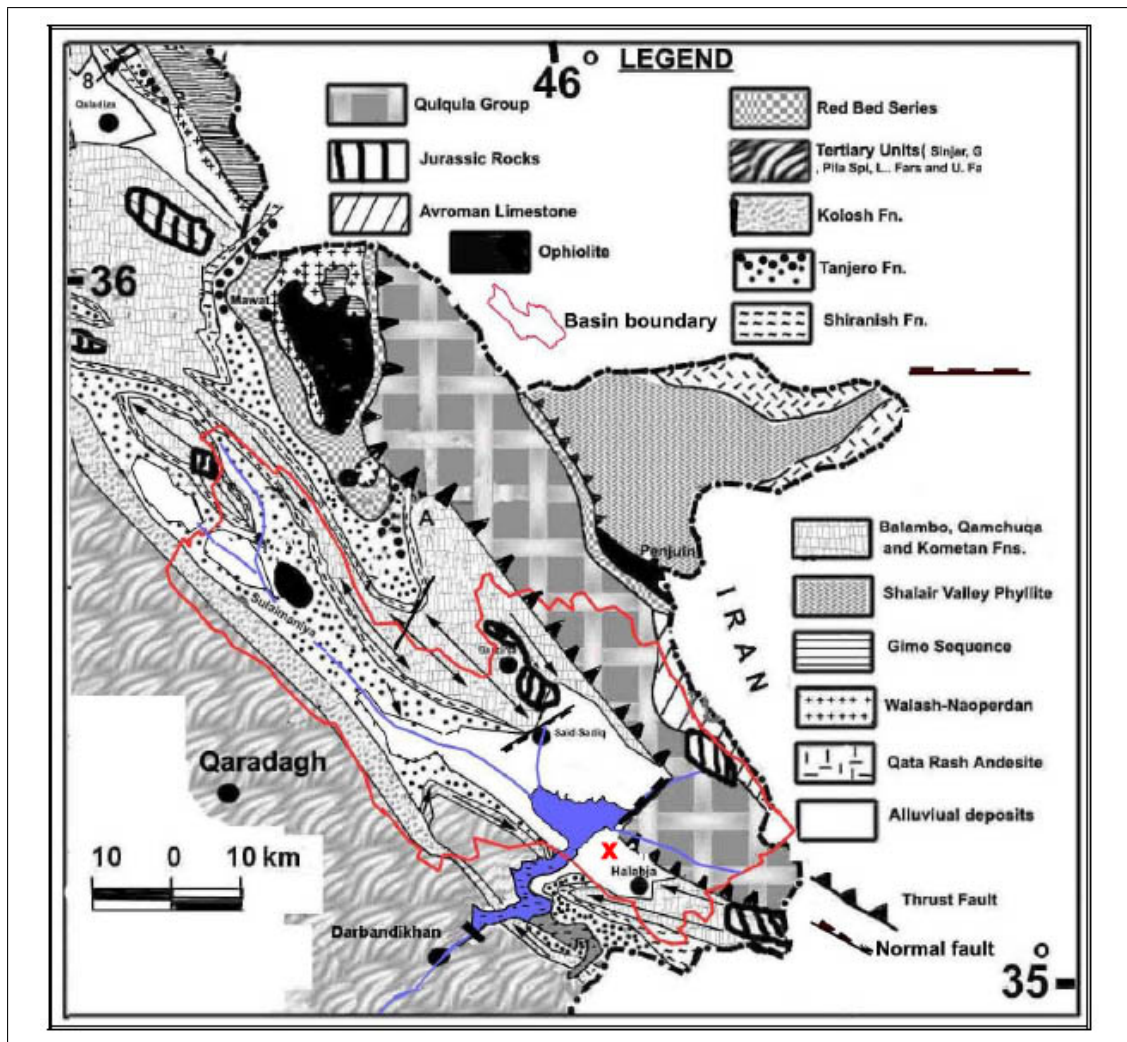 46 o LEGEND
8
Qaladiza
Qulqula Group
Jurassic Rocks
Avroman Limestone
Ophiolite
Basin boundary
Red Bed Series
Tertiary Units( Sinjar, G
, Pila Spi, L.. Fars and U. Fa
Kolosh Fn.
Tanjero Fn.
Shiranish Fn.
36
Mawat
A
Penjuin
IRAN
Balambo, Qamchuqa
and Kometan Fns.
Shalair Valley Phyllite
Gimo Sequence
Walash-Naoperdan
Qata Rash Andesite
Alluviual deposits
Sulaimaniya
Said-Sadiq
Qaradagh
10 0 10 km
X
Halabja
Darbandikhan
Thrust Fault
Normal fault
35 o